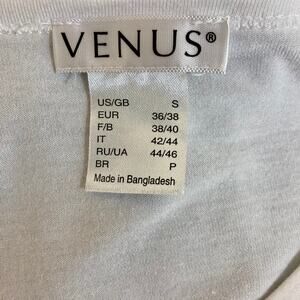 VENUS®
US/GB S
EUR 36/38
F/B 38/40
IT 42/44
RU/UA 44/46
BR P
Made in Bangladesh